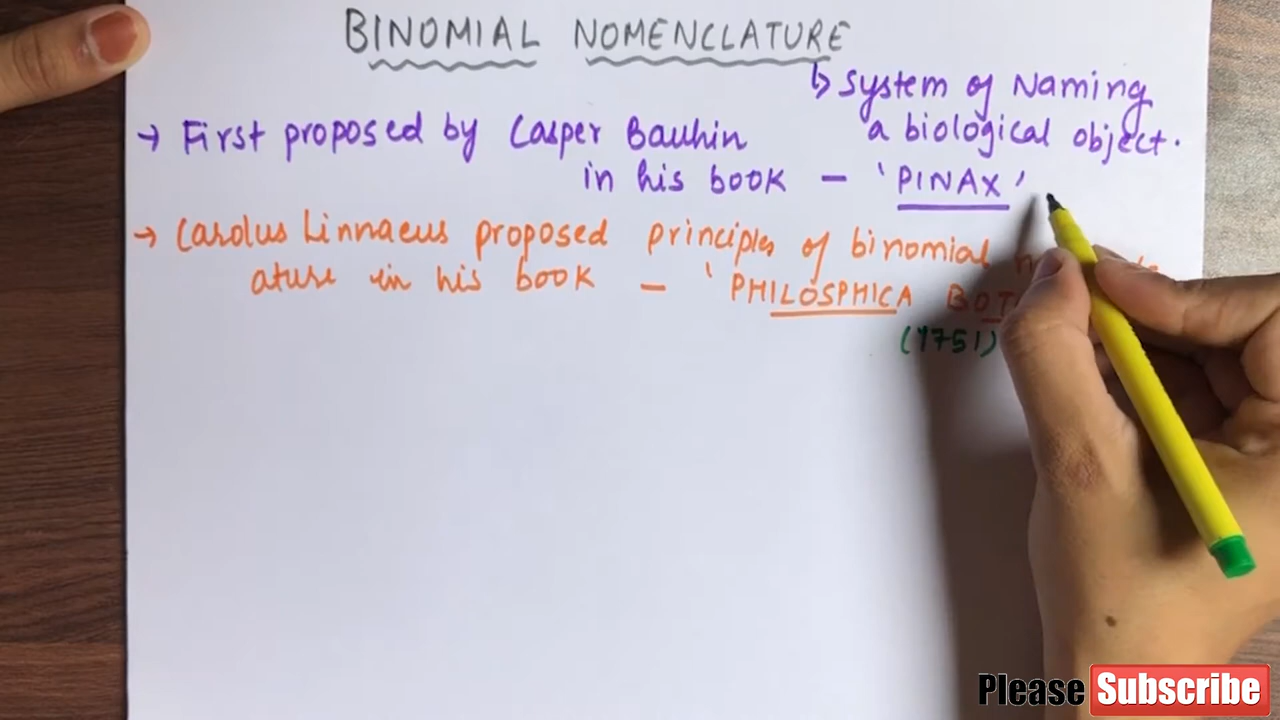 BINOMIAL NOMENCLATURE
↳ System of Naming
a biological object.
→ First proposed by Casper Bauhin
in his book — 'PINAX'
→ Carolus Linnaeus proposed principles of binomial
ature in his book — 'PHILOSPHICA BOT
(1751)
Please Subscribe